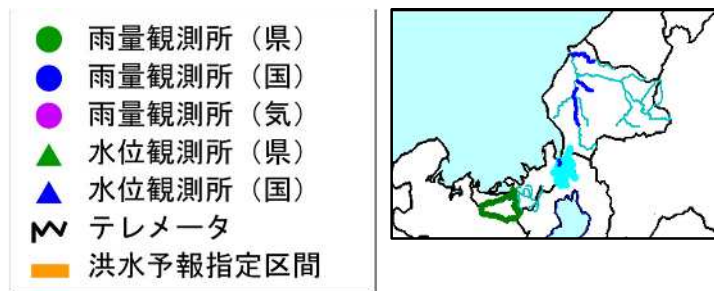 雨量観測所（県）
雨量観測所（国）
雨量観測所（気）
水位観測所（県）
水位観測所（国）
テレメータ
洪水予報指定区間